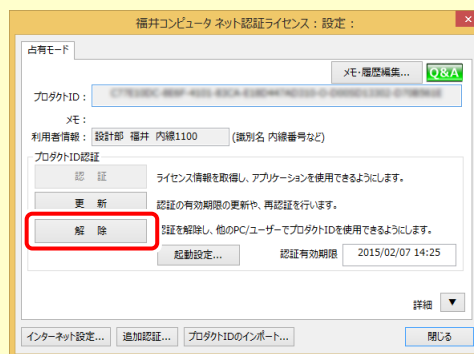 福井コンピュータ ネット認証ライセンス：設定：
占有モード
メモ・履歴編集... Q&A
プロダクトID：
メモ：
利用者情報： 設計部 福井 内線1100 (識別名 内線番号など)
プロダクトID認証
認 証 ライセンス情報を取得し、アプリケーションを使用できるようにします。
更 新 認証の有効期限の更新や、再認証を行います。
解 除 認証を解除し、他のPC/ユーザーでプロダクトIDを使用できるようにします。
起動設定... 認証有効期限 2015/02/07 14:25
詳細
インターネット設定... 追加認証... プロダクトIDのインポート... 閉じる